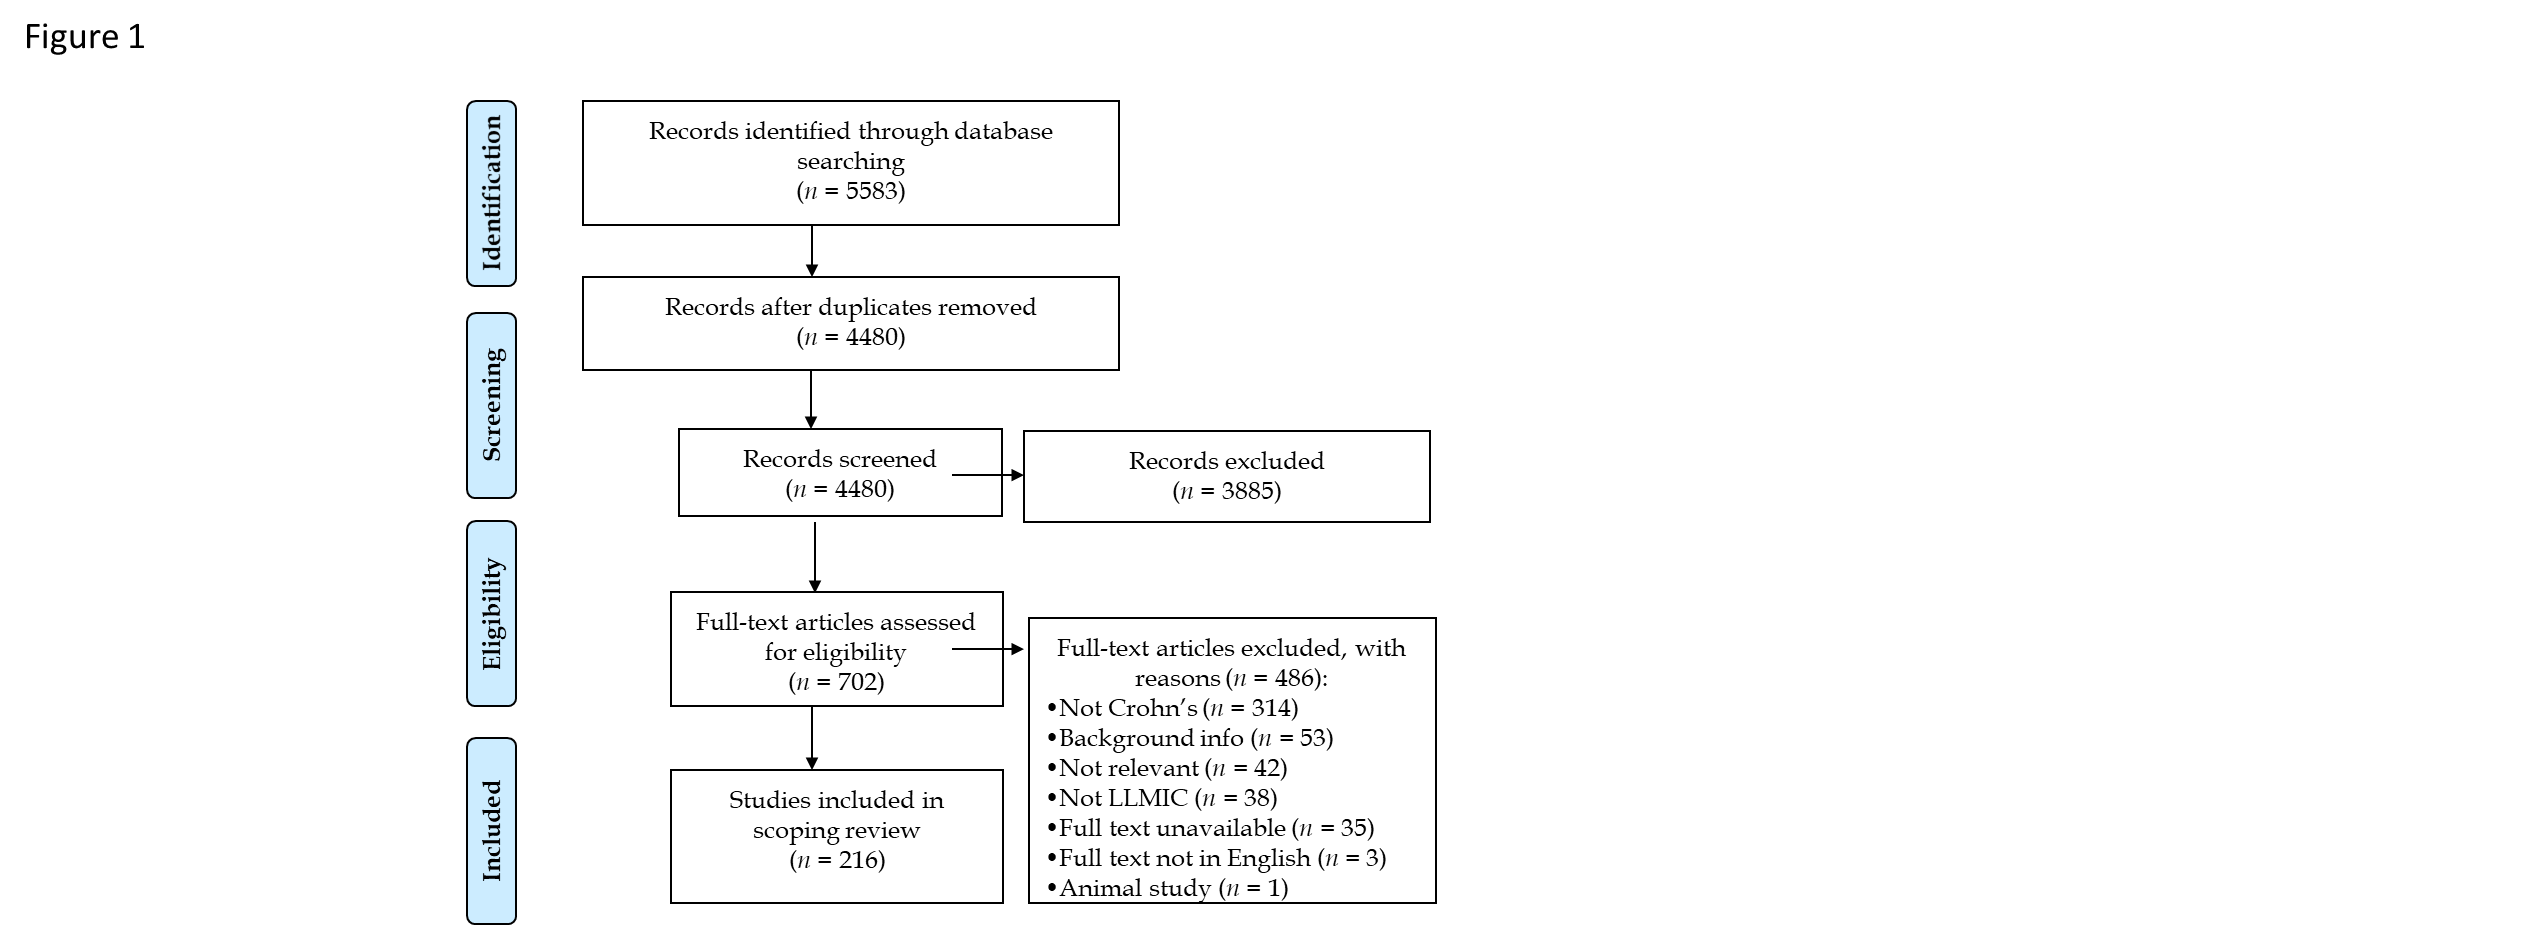 Figure 1
Identification
Records identified through database
searching
(n = 5583)
Records after duplicates removed
(n = 4480)
Screening
Records screened
(n = 4480)
Records excluded
(n = 3885)
Eligibility
Full-text articles assessed
for eligibility
(n = 702)
Full-text articles excluded, with
reasons (n = 486):
•Not Crohn’s (n = 314)
•Background info (n = 53)
•Not relevant (n = 42)
•Not LLMIC (n = 38)
•Full text unavailable (n = 35)
•Full text not in English (n = 3)
•Animal study (n = 1)
Included
Studies included in
scoping review
(n = 216)